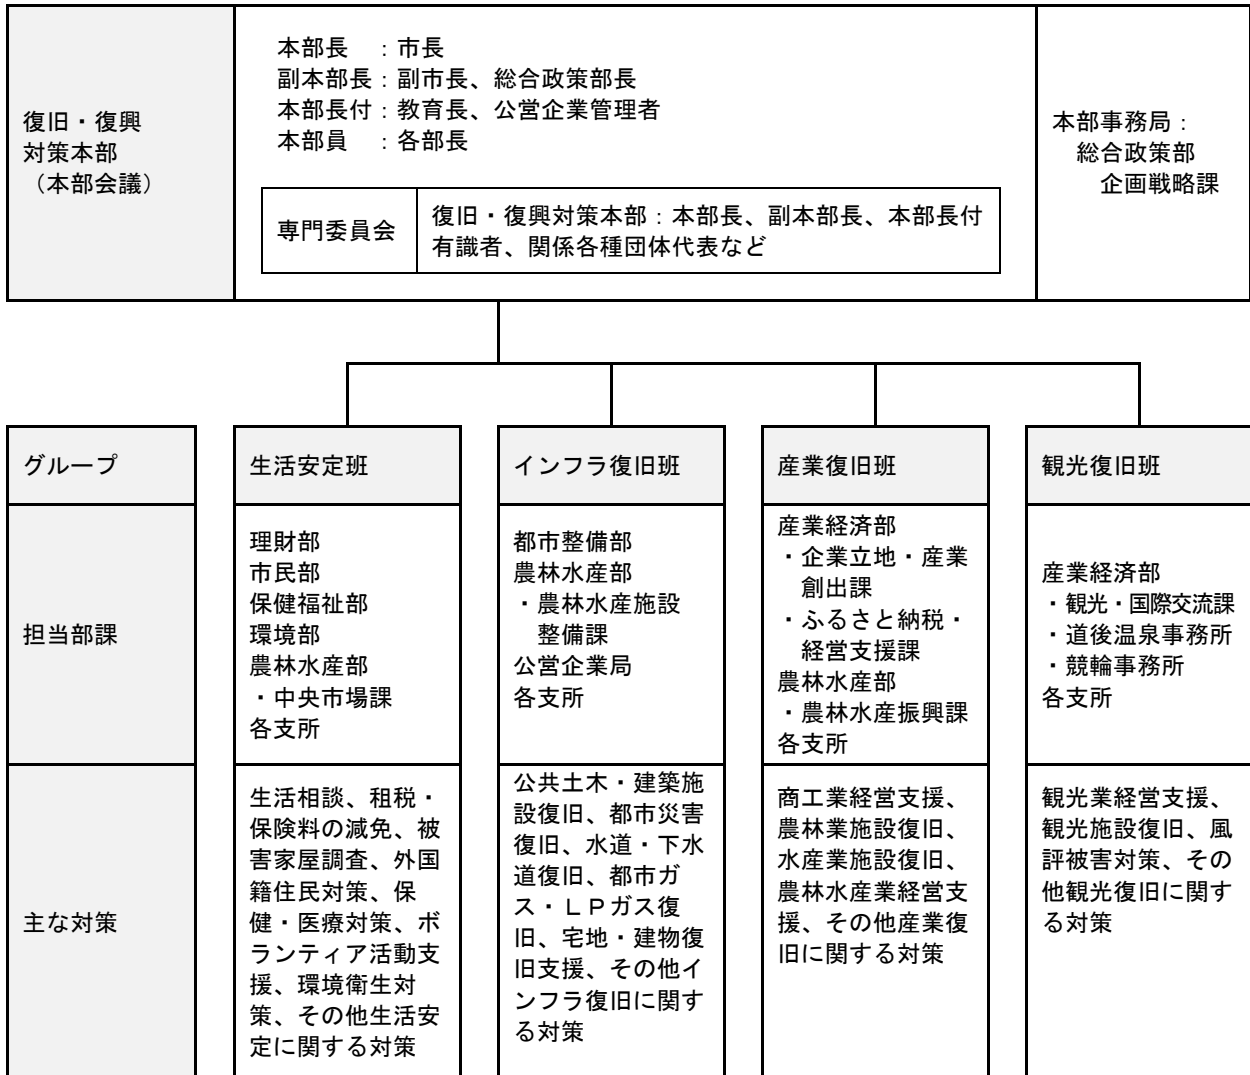 復旧・復興
対策本部
（本部会議）
本部長　：市長
副本部長：副市長、総合政策部長
本部長付：教育長、公営企業管理者
本部員　：各部長
専門委員会
復旧・復興対策本部：本部長、副本部長、本部長付
有識者、関係各種団体代表など
本部事務局：
総合政策部
企画戦略課
グループ
生活安定班
インフラ復旧班
産業復旧班
観光復旧班
担当部課
理財部
市民部
保健福祉部
環境部
農林水産部
・中央市場課
各支所
都市整備部
農林水産部
・農林水産施設
整備課
公営企業局
各支所
産業経済部
・企業立地・産業
創出課
・ふるさと納税・
経営支援課
農林水産部
・農林水産振興課
各支所
産業経済部
・観光・国際交流課
・道後温泉事務所
・競輪事務所
各支所
主な対策
生活相談、租税・
保険料の減免、被
害家屋調査、外国
籍住民対策、保
健・医療対策、ボ
ランティア活動支
援、環境衛生対
策、その他生活安
定に関する対策
公共土木・建築施
設復旧、都市災害
復旧、水道・下水
道復旧、都市ガ
ス・ＬＰガス復
旧、宅地・建物復
旧支援、その他イ
ンフラ復旧に関す
る対策
商工業経営支援、
農林業施設復旧、
水産業施設復旧、
農林水産業経営支
援、その他産業復
旧に関する対策
観光業経営支援、
観光施設復旧、風
評被害対策、その
他観光復旧に関す
る対策